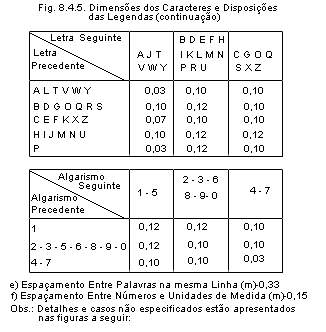 Fig. 8.4.5. Dimensões dos Caracteres e Disposições
das Legendas (continuação)
Letra Seguinte
Letra
Precedente
A J T
V W Y
B D E F H
I K L M N
P R U
C G O Q
S X Z
A L T V W Y 0,03 0,10 0,10
B D G O Q R S 0,10 0,12 0,10
C E F K X Z 0,07 0,10 0,10
H I J M N U 0,10 0,12 0,12
P 0,03 0,12 0,10
Algarismo
Seguinte
Algarismo
Precedente
1 - 5
2 - 3 - 6
8 - 9 - 0
4 - 7
1 0,12 0,12 0,10
2 - 3 - 5 - 6 - 8 - 9 - 0 0,12 0,10 0,10
4 - 7 0,10 0,10 0,03
e) Espaçamento Entre Palavras na mesma Linha (m)-0,33
f) Espaçamento Entre Números e Unidades de Medida (m)-0,15
Obs.: Detalhes e casos não especificados estão apresentados
nas figuras a seguir: